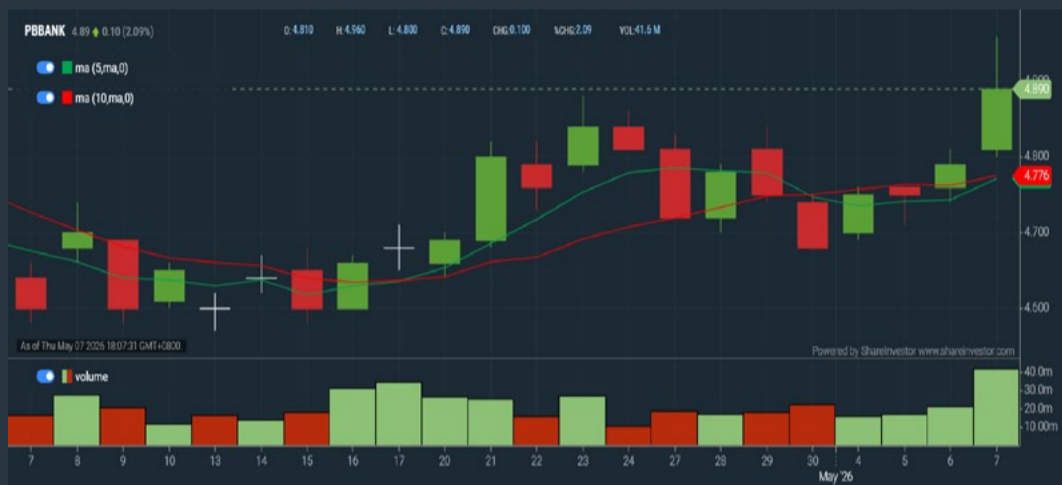 PBBANK 4.89 0.10 (2.09%) O:4.810 H:4.960 L:4.800 C:4.890 CHG:0.100 %CHG:2.09 VOL:41.6 M
ma (5,ma,0)
ma (10,ma,0)
4.900
4.890
4.800
4.776
4.700
4.600
As of Thu May 07 2026 18:07:31 GMT+0800
Powered by ShareInvestor www.shareinvestor.com
volume
40.0m
30.0m
20.0m
10.00m
7 8 9 10 13 14 15 16 17 20 21 22 23 24 27 28 29 30 4 5 6 7
May '26